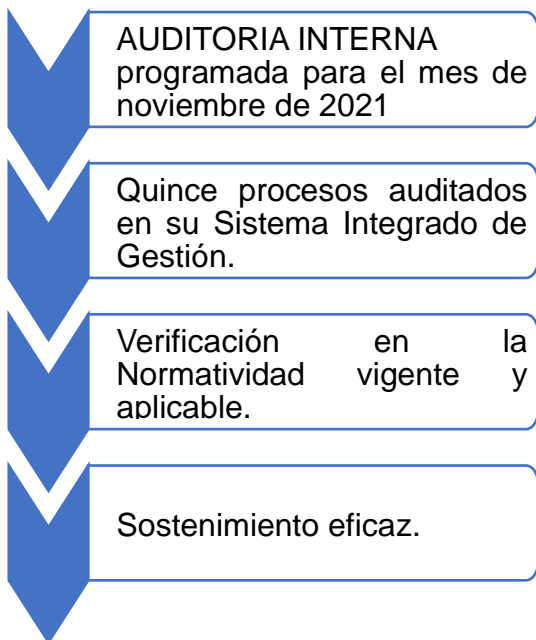 AUDITORIA INTERNA
programada para el mes de
noviembre de 2021
Quince procesos auditados
en su Sistema Integrado de
Gestión.
Verificación en la
Normatividad vigente y
aplicable.
Sostenimiento eficaz.